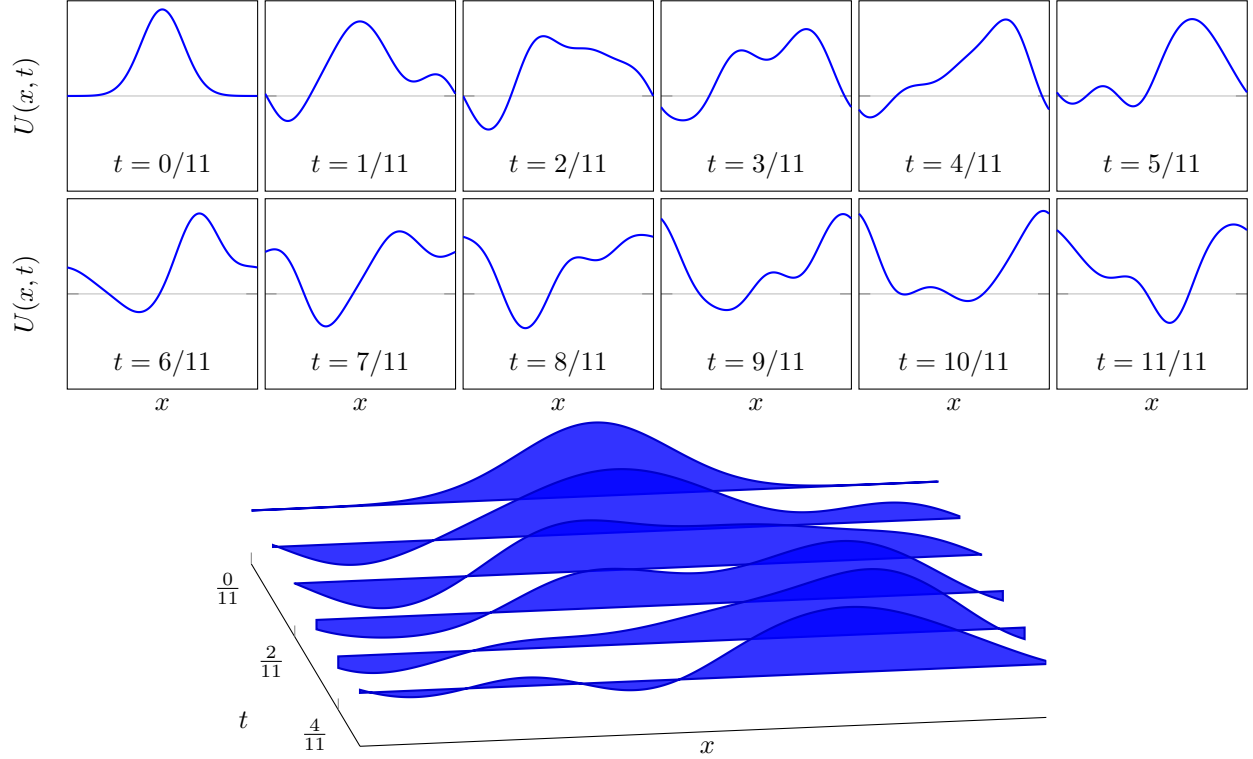 U(x, t)
t = 0/11
t = 1/11
t = 2/11
t = 3/11
t = 4/11
t = 5/11
U(x, t)
t = 6/11
t = 7/11
t = 8/11
t = 9/11
t = 10/11
t = 11/11
x
x
x
x
x
x
0/11
2/11
4/11
t
x